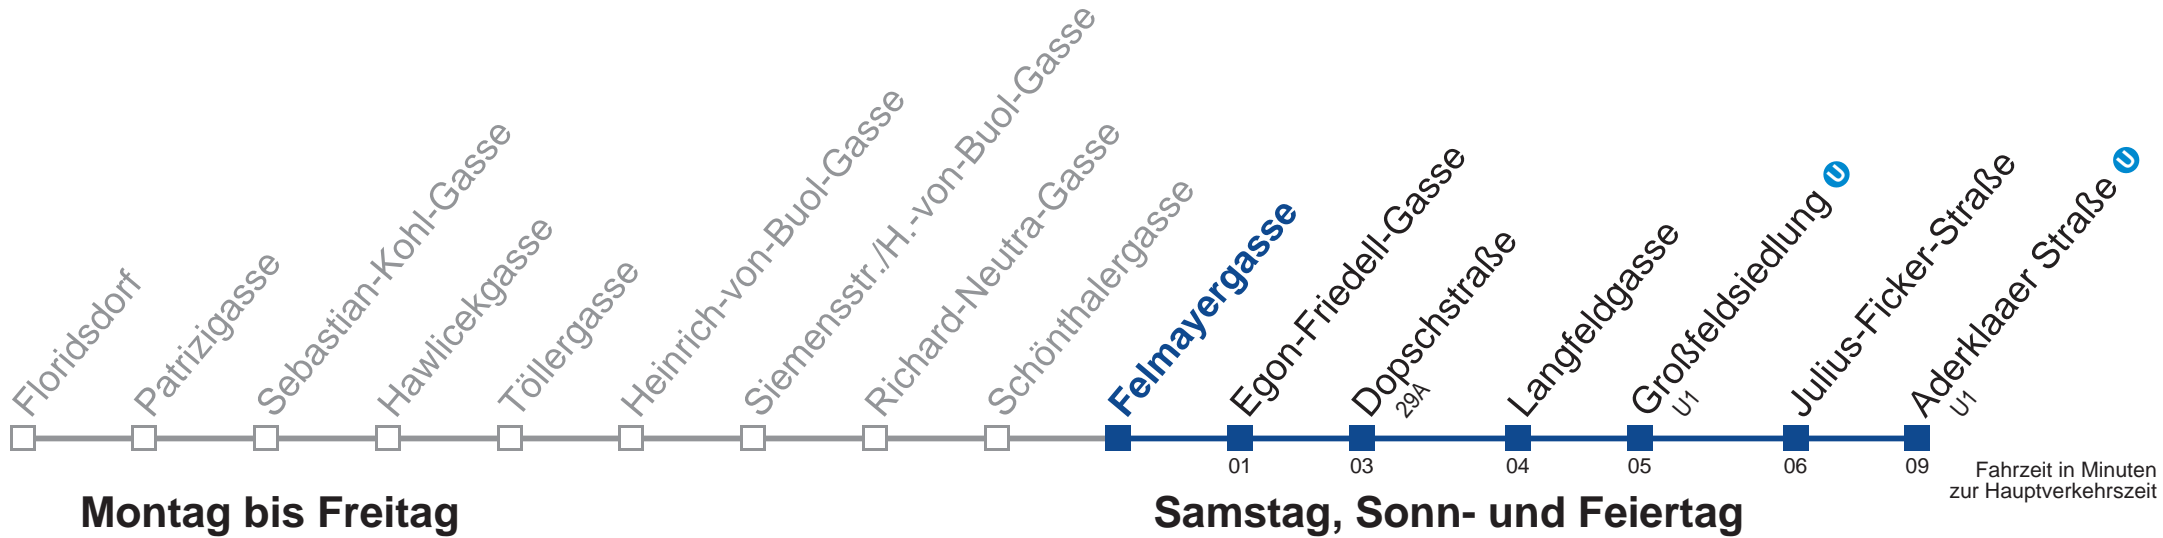 Floridsdorf
Patrizigasse
Sebastian-Kohl-Gasse
Hawlicekgasse
Töllergasse
Heinrich-von-Buol-Gasse
Siemensstr./H.-von-Buol-Gasse
Richard-Neutra-Gasse
Schönthalergasse
Felmayergasse
Egon-Friedell-Gasse
Dopschstraße
29A
Langfeldgasse
Großfeldsiedlung U
U1
Julius-Ficker-Straße
Aderklaaer Straße U
U1
01 03 04 05 06 09
Fahrzeit in Minuten
zur Hauptverkehrszeit
Montag bis Freitag
Samstag, Sonn- und Feiertag